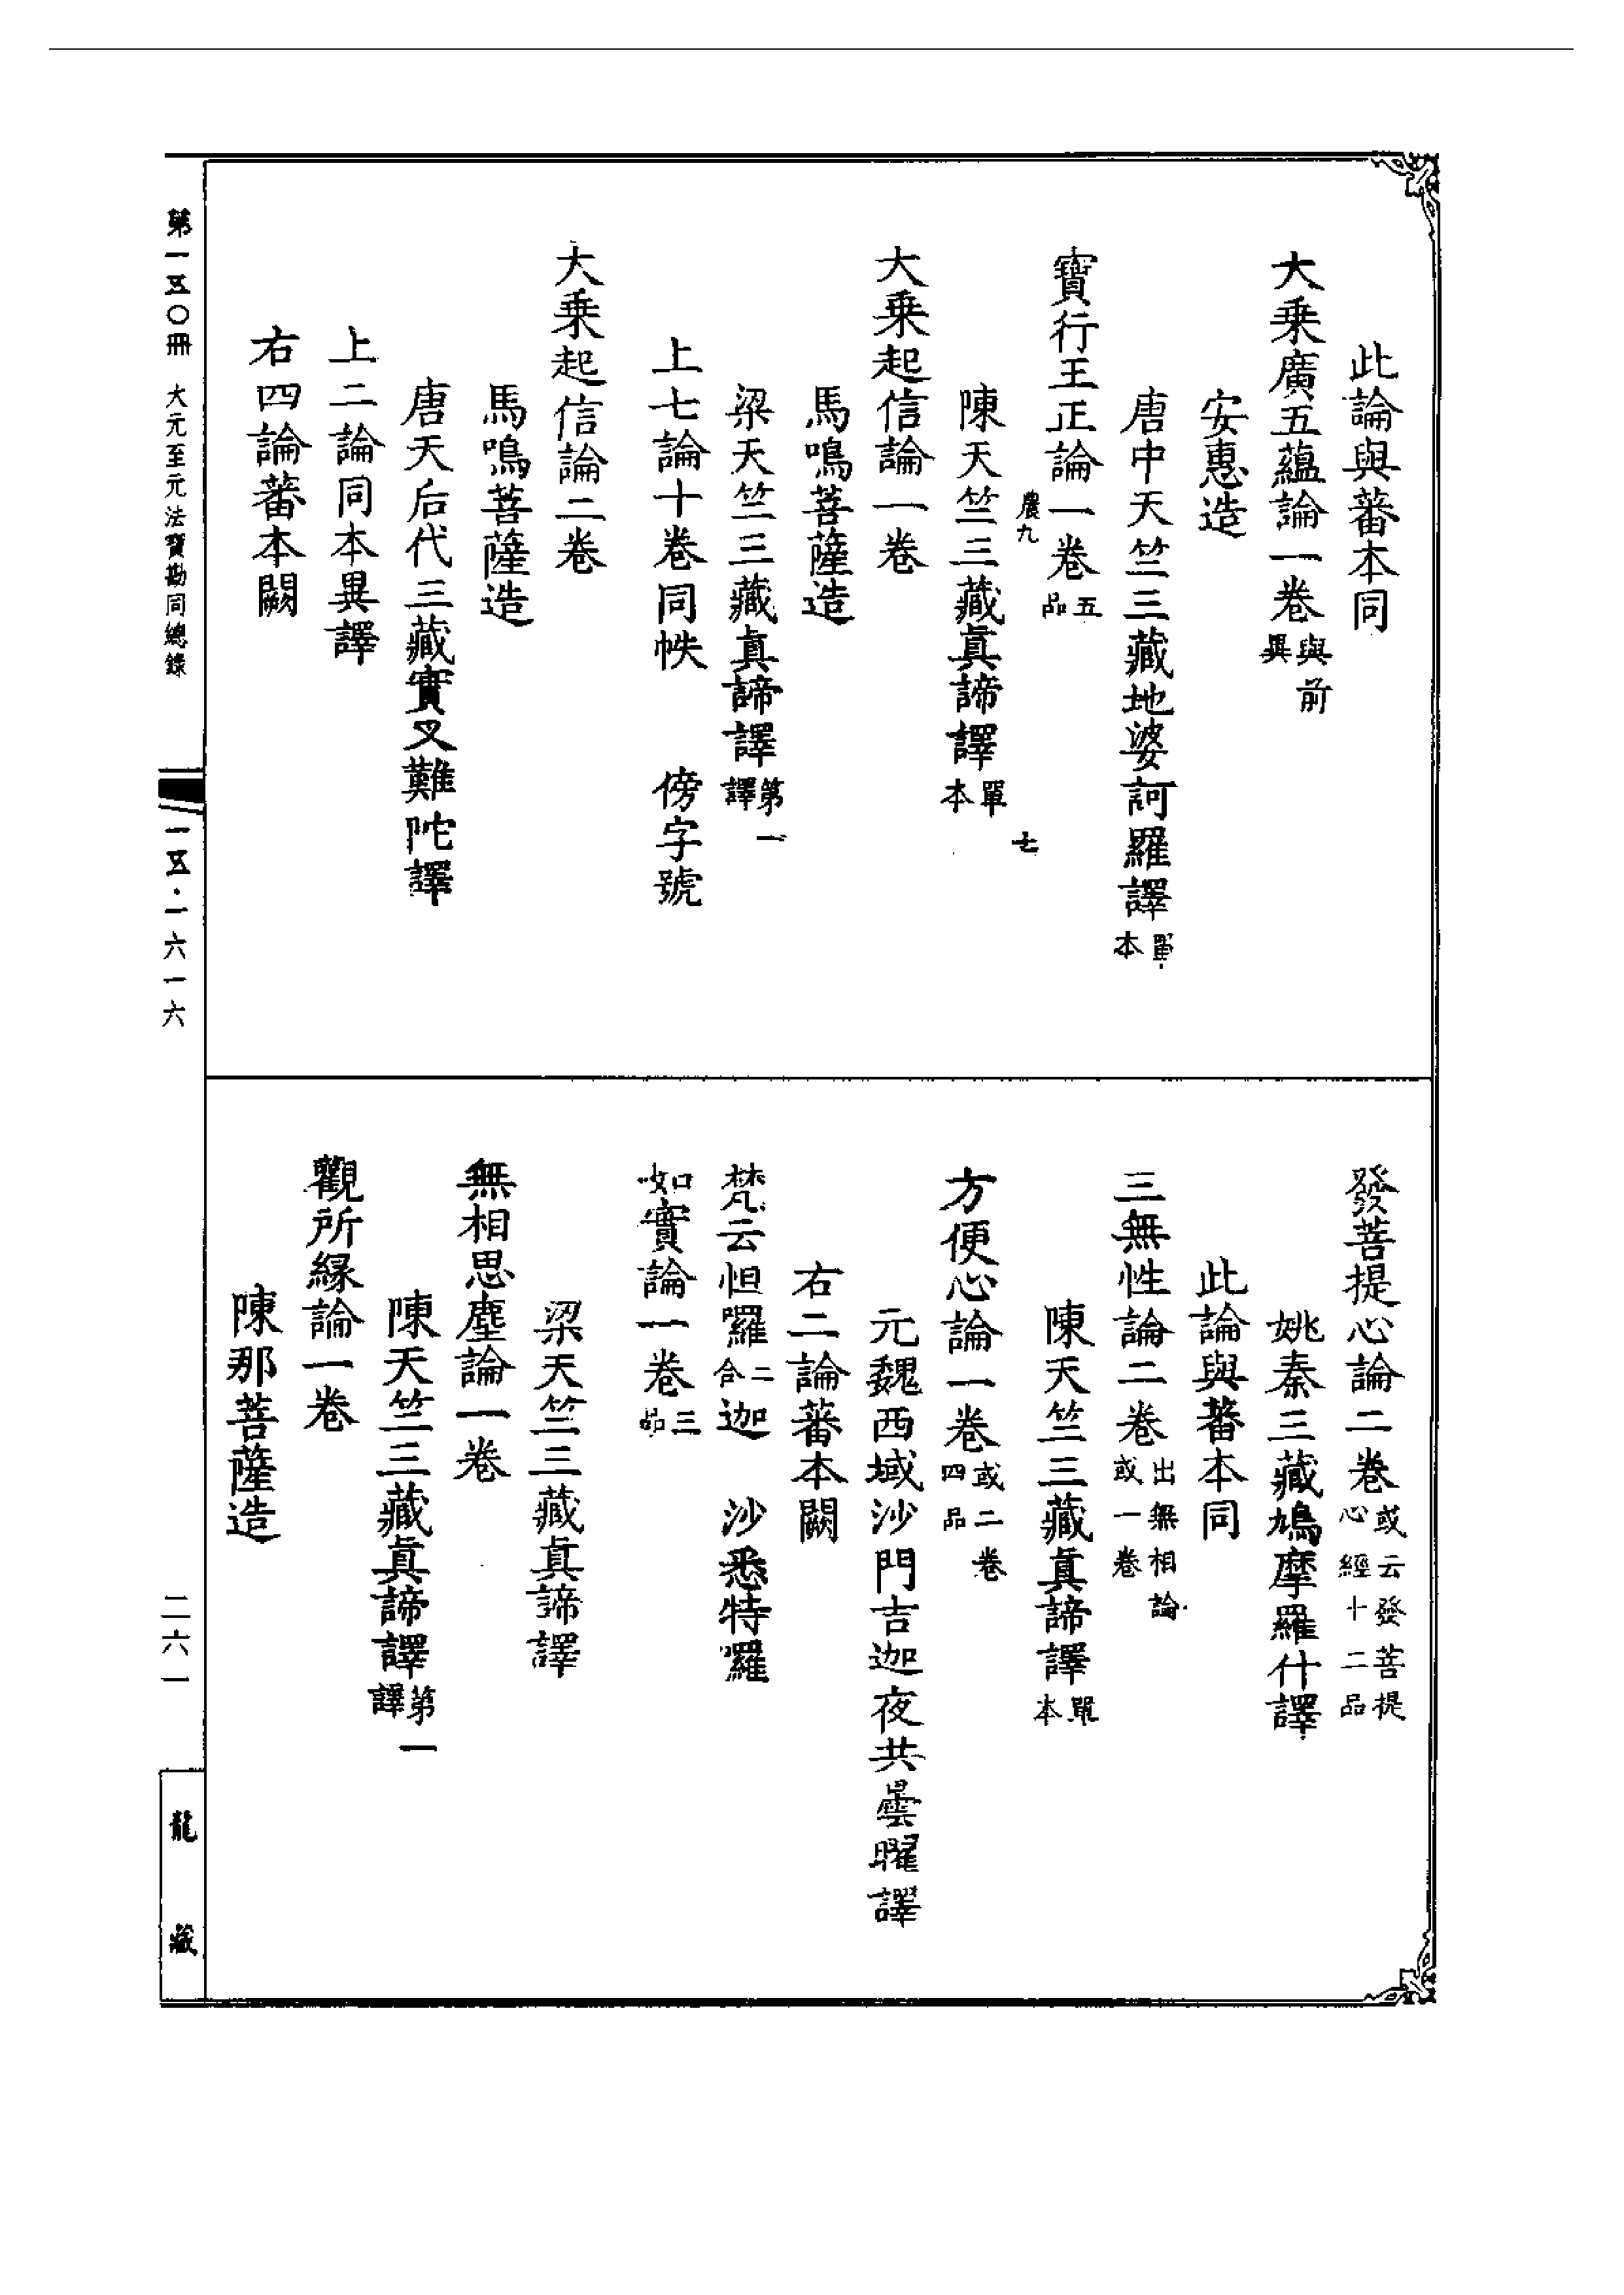 此論與蕃本同
大乘廣五蘊論一卷與前異
安惠造
唐中天竺三藏地婆訶羅譯單本
寶行王正論一卷五品
農九 七
陳天竺三藏真諦譯單本
大乘起信論一卷
馬鳴菩薩造
梁天竺三藏真諦譯第一譯
上七論十卷同帙 傍字號
大乘起信論二卷
馬鳴菩薩造
唐天后代三藏實叉難陀譯
上二論同本異譯
右四論蕃本闕
發菩提心論二卷或云發菩提心經十二品
姚秦三藏鳩摩羅什譯
此論與蕃本同
三無性論二卷出無相論或一卷
陳天竺三藏真諦譯單本
方便心論一卷或二卷四品
元魏西域沙門吉迦夜共曇曜譯
右二論蕃本闕
梵云怛囉二合迦 沙悉特囉
如實論一卷三品
梁天竺三藏真諦譯
無相思塵論一卷
陳天竺三藏真諦譯第一譯
觀所緣論一卷
陳那菩薩造
第一五〇冊 大元至元法寶勘同總錄
一五·一六一六
二六一
龍藏